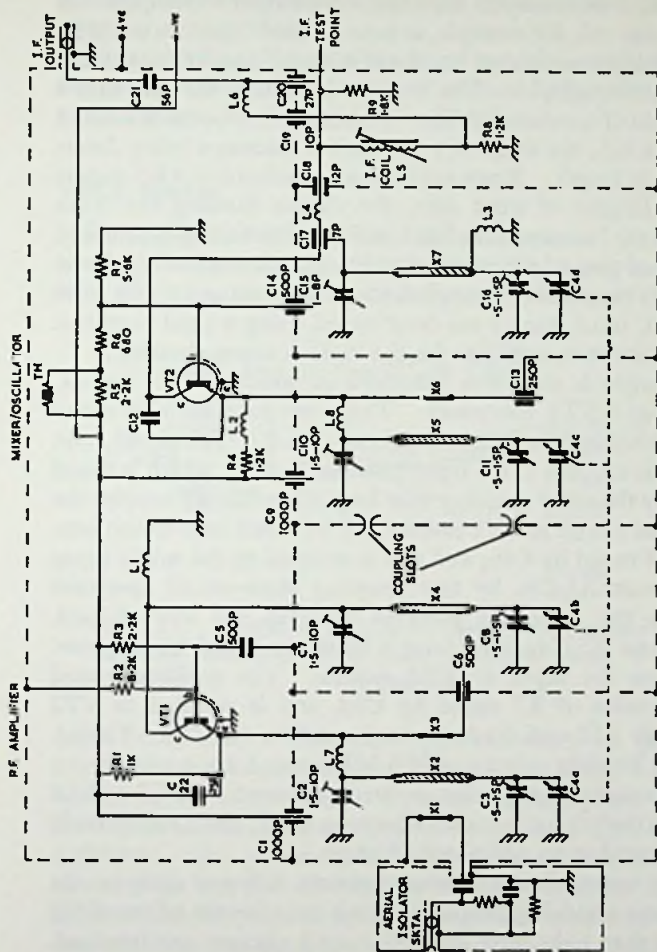 R.F. AMPLIFIER
MIXER/OSCILLATOR
I.F. OUTPUT
+ve
-ve
I.F. TEST POINT
TH
R1 1K
R2 8·2K
R3 2·2K
R5 2·2K
R6 680
R7 5·6K
C21 56P
L1
VT1
C
VT2
C
C12
L2
R4 1·2K
L6
C
22
C5 500P
C1 1000P
C2 1·5-10P
C7 1·5-10P
C9 1000P
C10 1·5-10P
C14 500P
C15 1-8P
C17 7P
L4
C18 12P
C19 10P
C20 27P
R9 1·8K
I.F. COIL L5
R8 1·2K
L3
L7
L8
X1
X2
X3
X4
X5
X6
X7
COUPLING SLOTS
C6 500P
C13 250P
C3 ·5-1·5P
C8 ·5-1·5P
C11 ·5-1·5P
C16 ·5-1·5P
C4a
C4b
C4c
C4d
AERIAL ISOLATOR
SKTA.